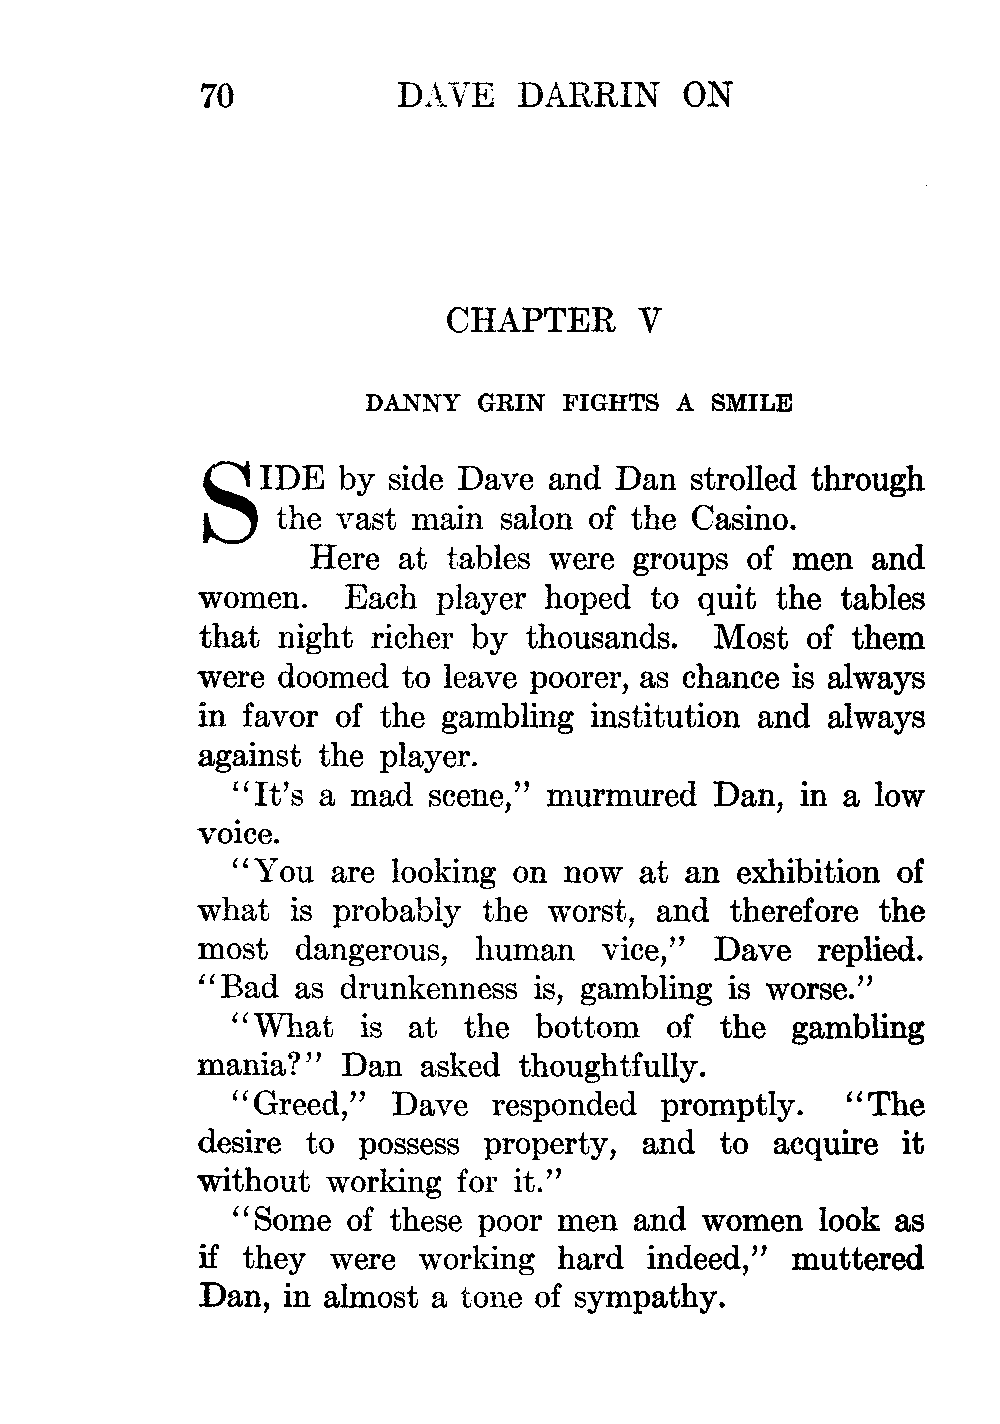 70 DAVE DARRIN ON
CHAPTER V
DANNY GRIN FIGHTS A SMILE
SIDE by side Dave and Dan strolled through
the vast main salon of the Casino.
Here at tables were groups of men and
women. Each player hoped to quit the tables
that night richer by thousands. Most of them
were doomed to leave poorer, as chance is always
in favor of the gambling institution and always
against the player.
“It’s a mad scene,” murmured Dan, in a low
voice.
“You are looking on now at an exhibition of
what is probably the worst, and therefore the
most dangerous, human vice,” Dave replied.
“Bad as drunkenness is, gambling is worse.”
“What is at the bottom of the gambling
mania?” Dan asked thoughtfully.
“Greed,” Dave responded promptly. “The
desire to possess property, and to acquire it
without working for it.”
“Some of these poor men and women look as
if they were working hard indeed,” muttered
Dan, in almost a tone of sympathy.